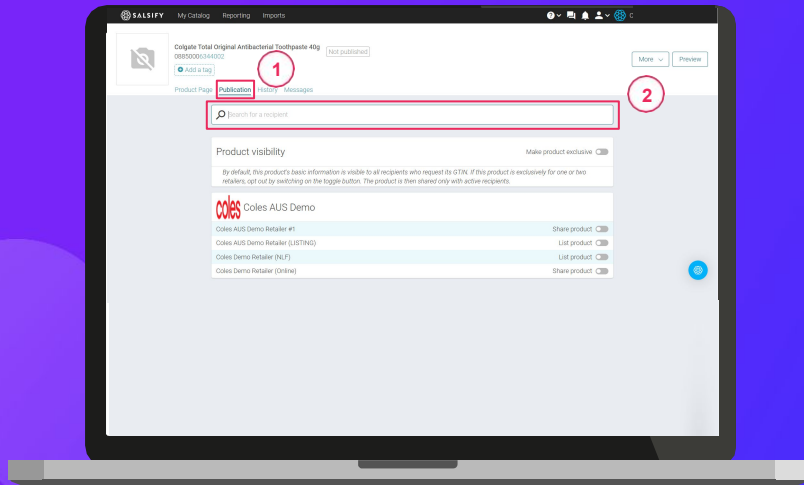 SALSIFY My Catalog Reporting Imports
Colgate Total Original Antibacterial Toothpaste 40g Not published
08850006344002
Add a tag
More Preview
1
2
Product Page Publication History Messages
Search for a recipient
Product visibility Make product exclusive
By default, this product's basic information is visible to all recipients who request its GTIN. If this product is exclusively for one or two
retailers, opt out by switching on the toggle button. The product is then shared only with active recipients.
coles Coles AUS Demo
Coles AUS Demo Retailer #1 Share product
Coles AUS Demo Retailer (LISTING) List product
Coles Demo Retailer (NLF) List product
Coles Demo Retailer (Online) Share product